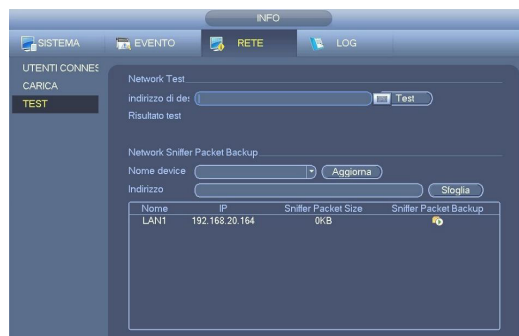 INFO
SISTEMA EVENTO RETE LOG
UTENTI CONNES
CARICA
TEST
Network Test
indirizzo di de: Test
Risultato test
Network Sniffer Packet Backup
Nome device Aggiorna
Indirizzo Sfoglia
Nome IP Sniffer Packet Size Sniffer Packet Backup
LAN1 192.168.20.164 0KB